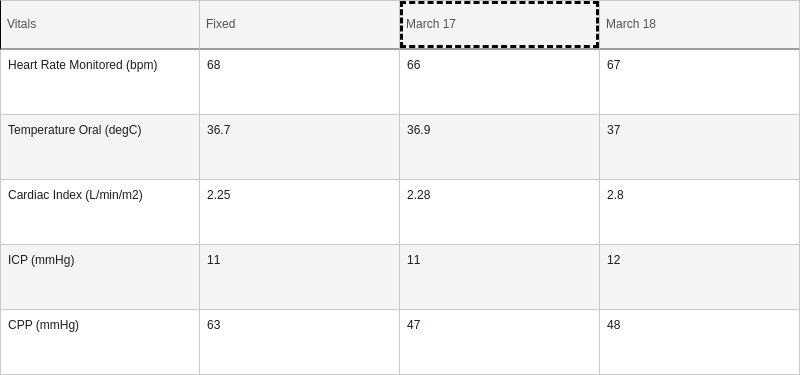 Vitals Fixed March 17 March 18
Heart Rate Monitored (bpm) 68 66 67
Temperature Oral (degC) 36.7 36.9 37
Cardiac Index (L/min/m2) 2.25 2.28 2.8
ICP (mmHg) 11 11 12
CPP (mmHg) 63 47 48